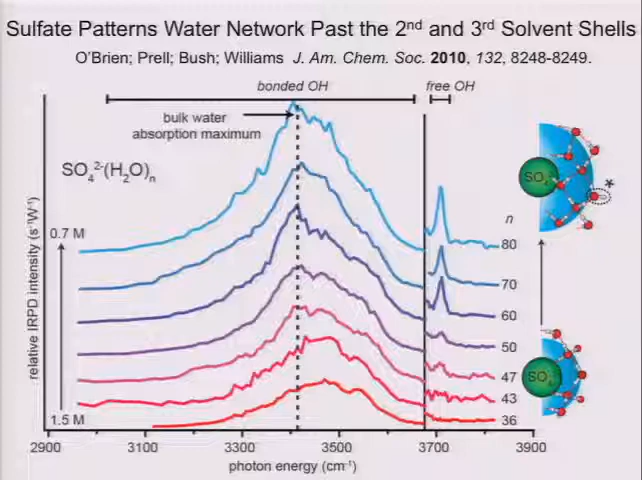 Sulfate Patterns Water Network Past the 2nd and 3rd Solvent Shells
O'Brien; Prell; Bush; Williams J. Am. Chem. Soc. 2010, 132, 8248-8249.
bonded OH
free OH
bulk water
absorption maximum
SO₄²⁻(H₂O)ₙ
relative IRPD intensity (s⁻¹W⁻¹)
0.7 M
1.5 M
n
80
70
60
50
47
43
36
SO₄
*
SO₄
2900 3100 3300 3500 3700 3900
photon energy (cm⁻¹)